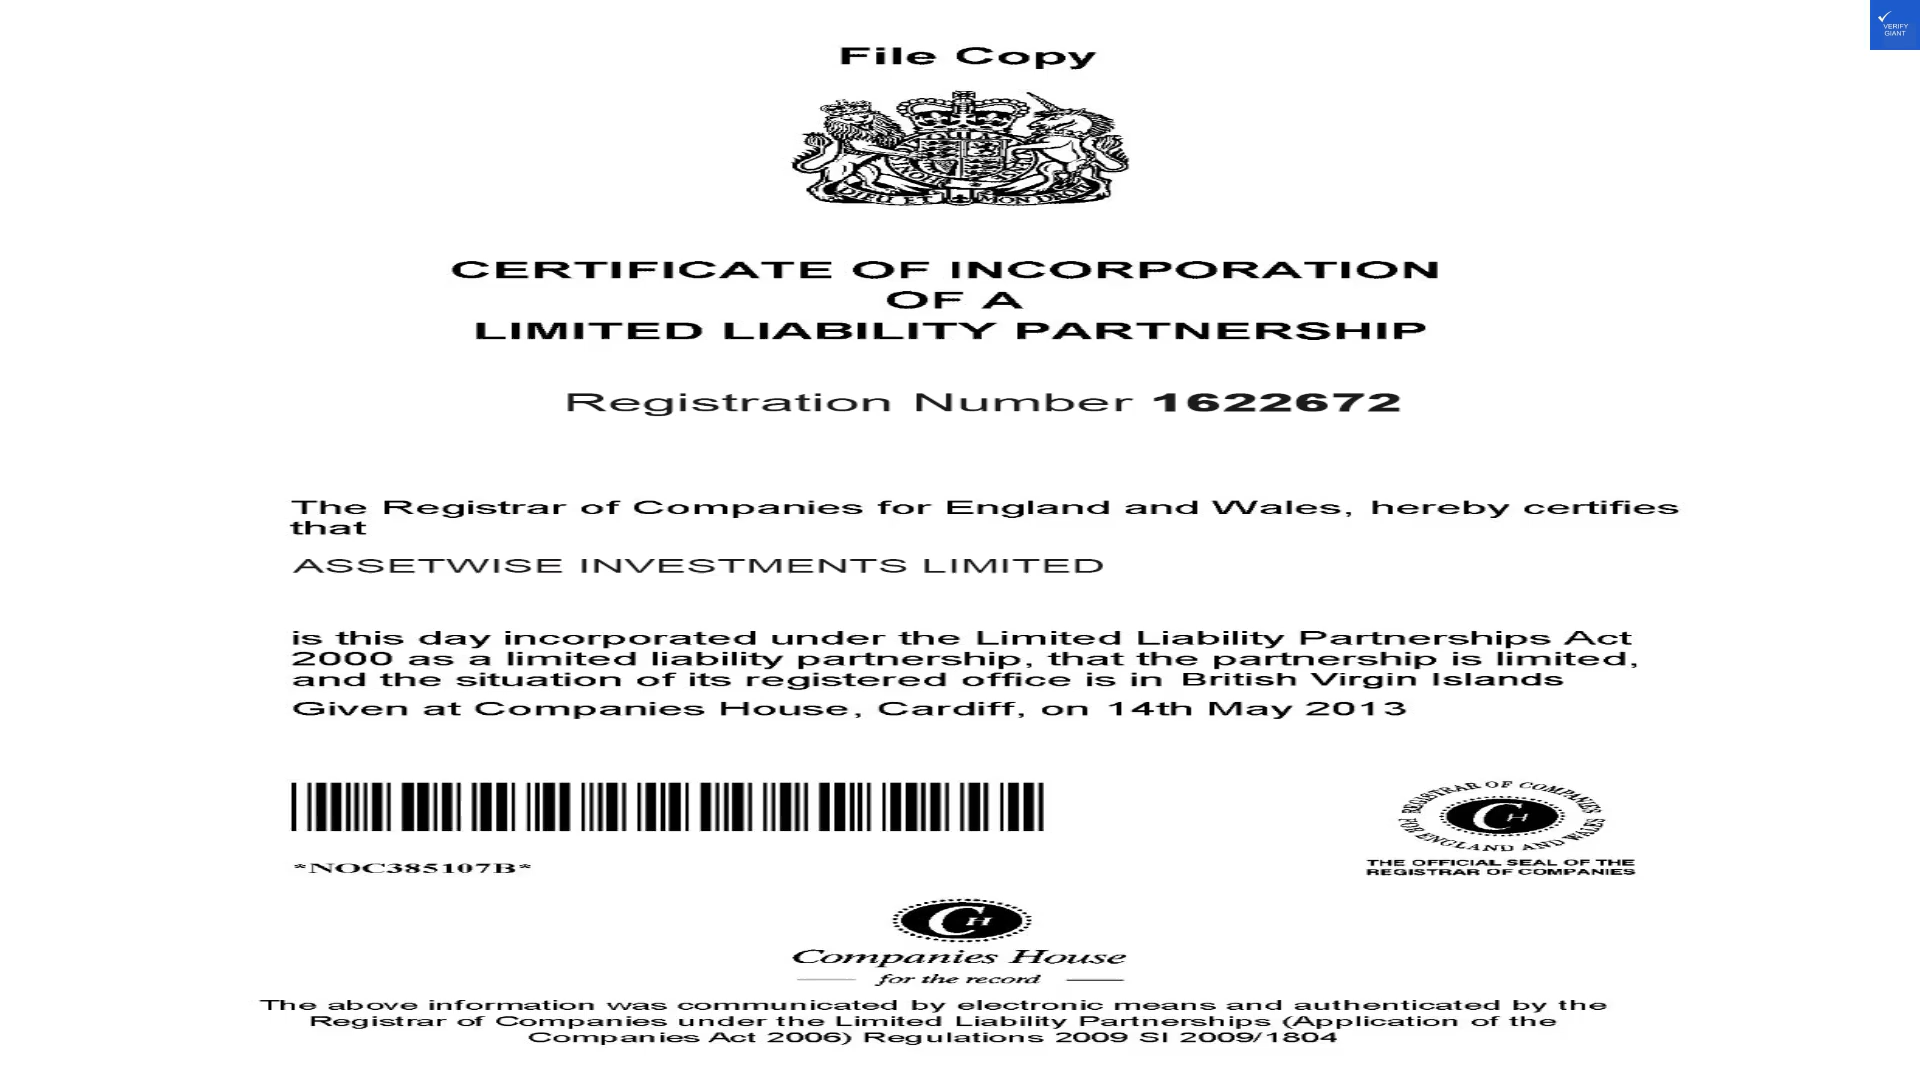 VERIFY
GIANT
File Copy
DIEU ET MON DROIT
CERTIFICATE OF INCORPORATION
OF A
LIMITED LIABILITY PARTNERSHIP
Registration Number 1622672
The Registrar of Companies for England and Wales, hereby certifies
that
ASSETWISE INVESTMENTS LIMITED
is this day incorporated under the Limited Liability Partnerships Act
2000 as a limited liability partnership, that the partnership is limited,
and the situation of its registered office is in British Virgin Islands
Given at Companies House, Cardiff, on 14th May 2013
*NOC385107B*
REGISTRAR OF COMPANIES
FOR ENGLAND AND WALES
CH
THE OFFICIAL SEAL OF THE
REGISTRAR OF COMPANIES
CH
Companies House
for the record
The above information was communicated by electronic means and authenticated by the
Registrar of Companies under the Limited Liability Partnerships (Application of the
Companies Act 2006) Regulations 2009 SI 2009/1804